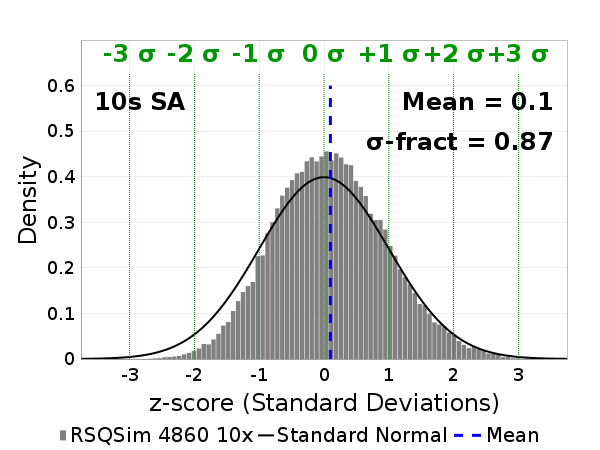 -3 σ -2 σ -1 σ 0 σ +1 σ +2 σ +3 σ
10s SA
Mean = 0.1
σ-fract = 0.87
0.6
0.5
0.4
0.3
0.2
0.1
0
Density
-3 -2 -1 0 1 2 3
z-score (Standard Deviations)
RSQSim 4860 10x Standard Normal Mean